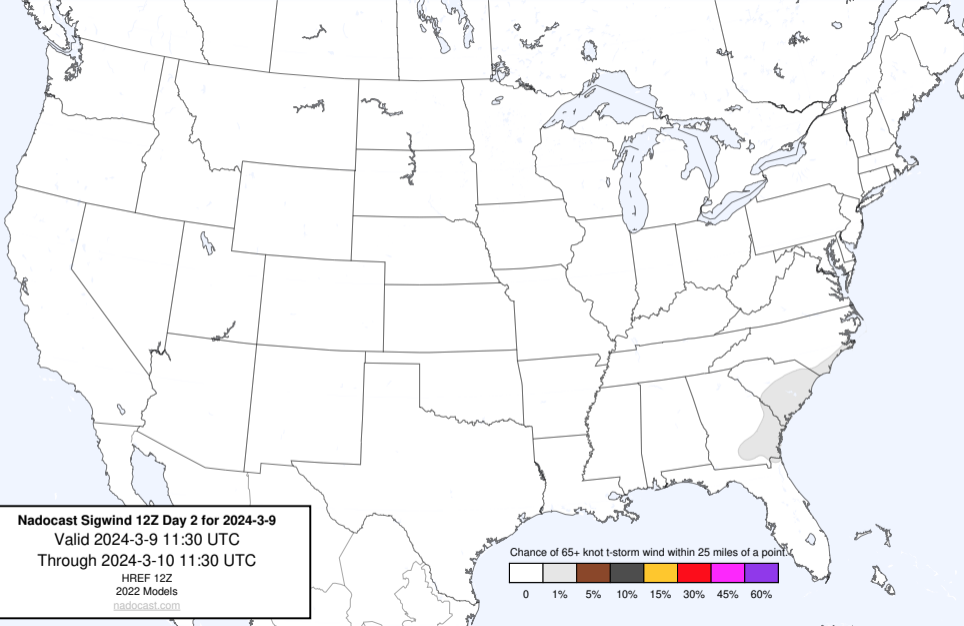 Nadocast Sigwind 12Z Day 2 for 2024-3-9
Valid 2024-3-9 11:30 UTC
Through 2024-3-10 11:30 UTC
HREF 12Z
2022 Models
nadocast.com
Chance of 65+ knot t-storm wind within 25 miles of a point.
0 1% 5% 10% 15% 30% 45% 60%